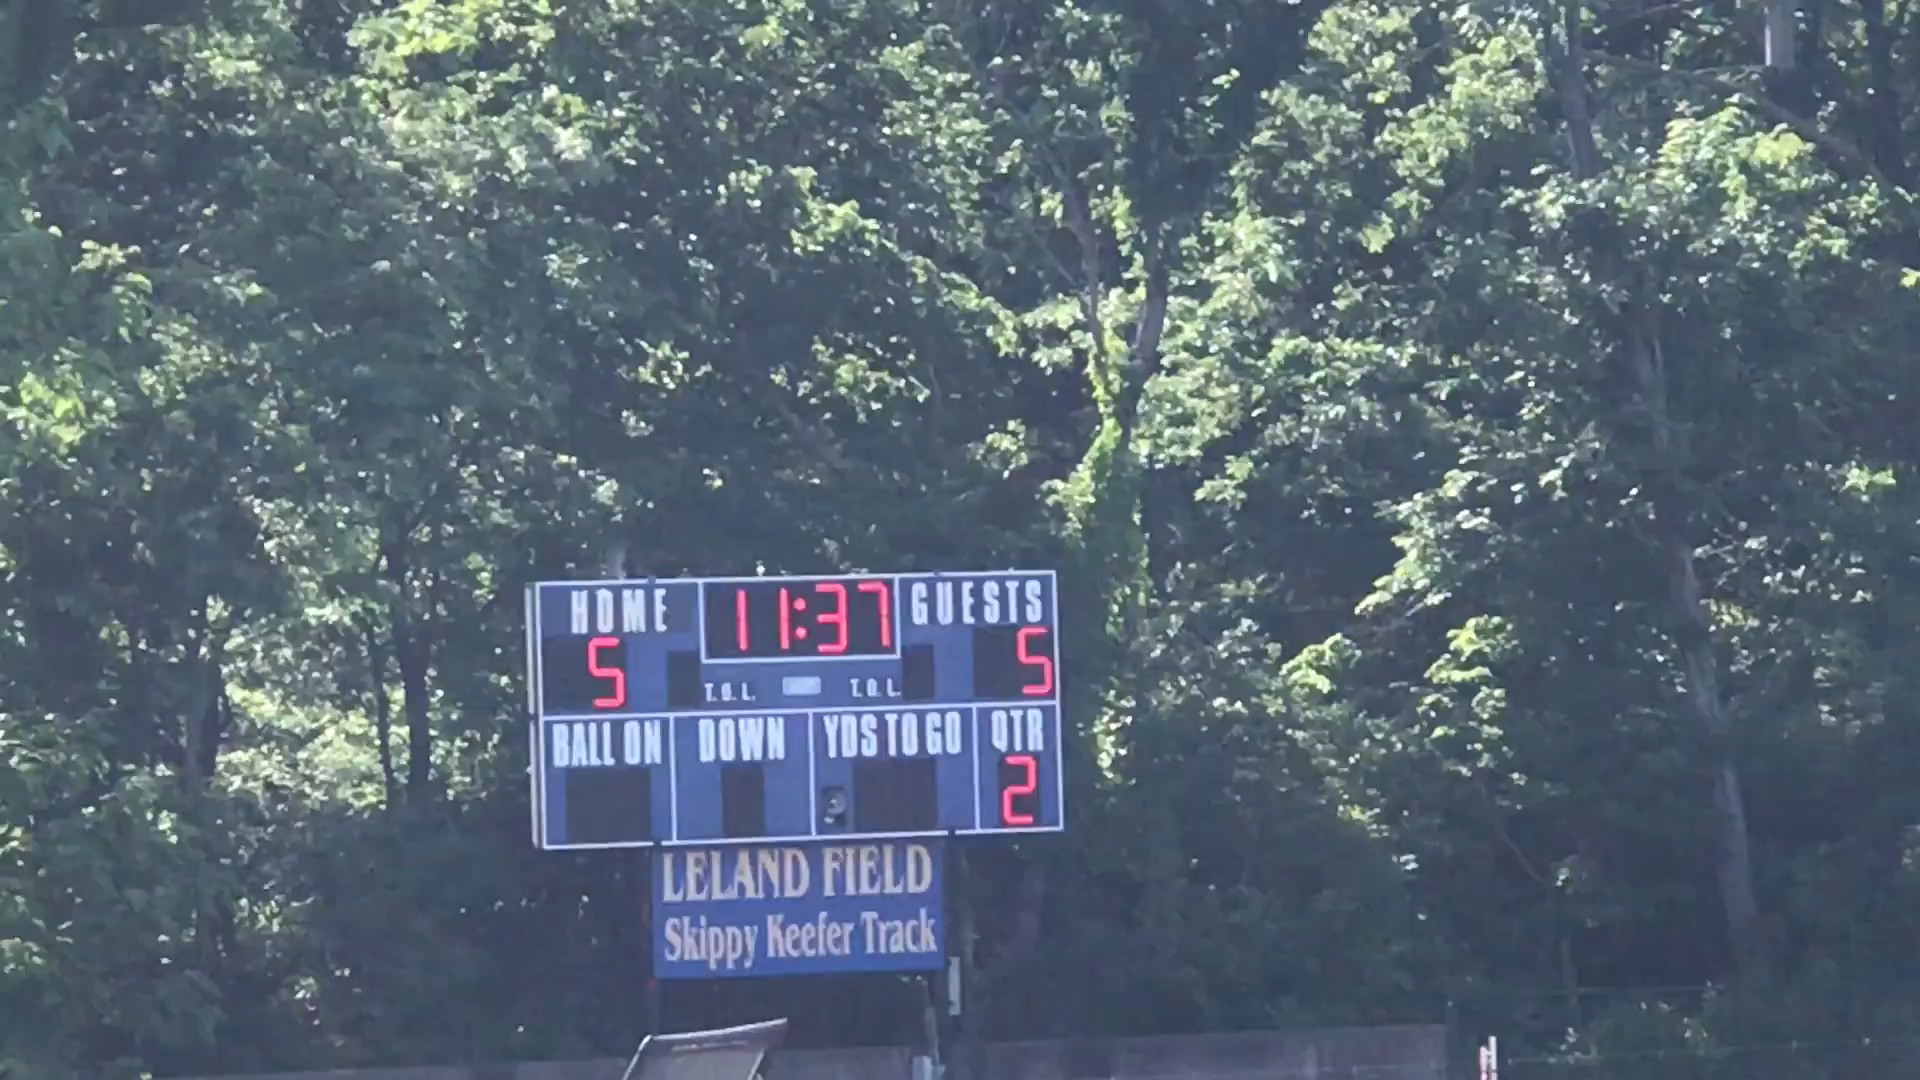 HOME 11:37 GUESTS
5 5
T.O.L. T.O.L.
BALL ON DOWN YDS TO GO QTR
2
LELAND FIELD
Skippy Keefer Track